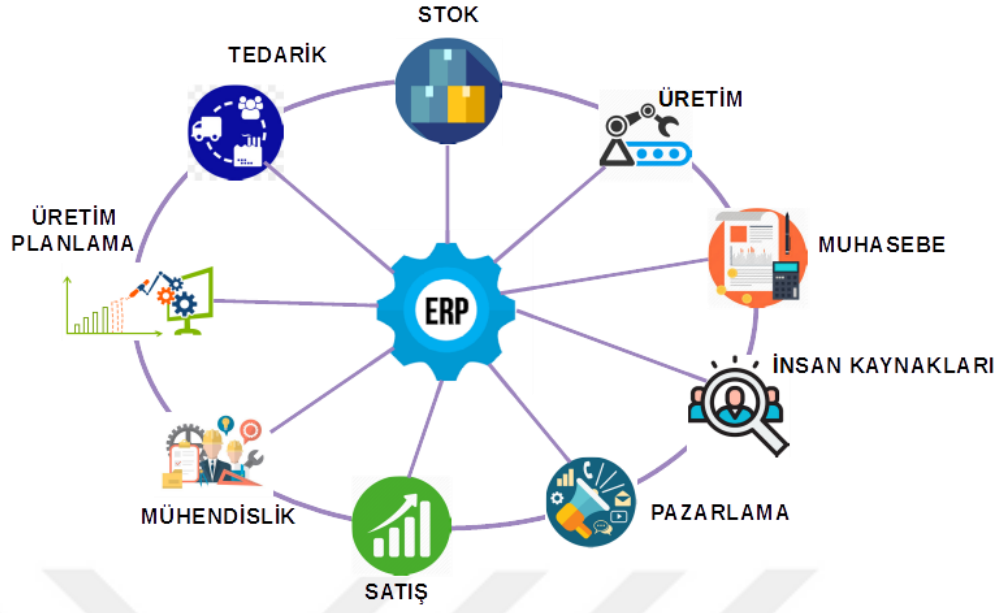 STOK
TEDARİK
ÜRETİM
ÜRETİM
PLANLAMA
MUHASEBE
ERP
İNSAN KAYNAKLARI
MÜHENDİSLİK
PAZARLAMA
SATIŞ